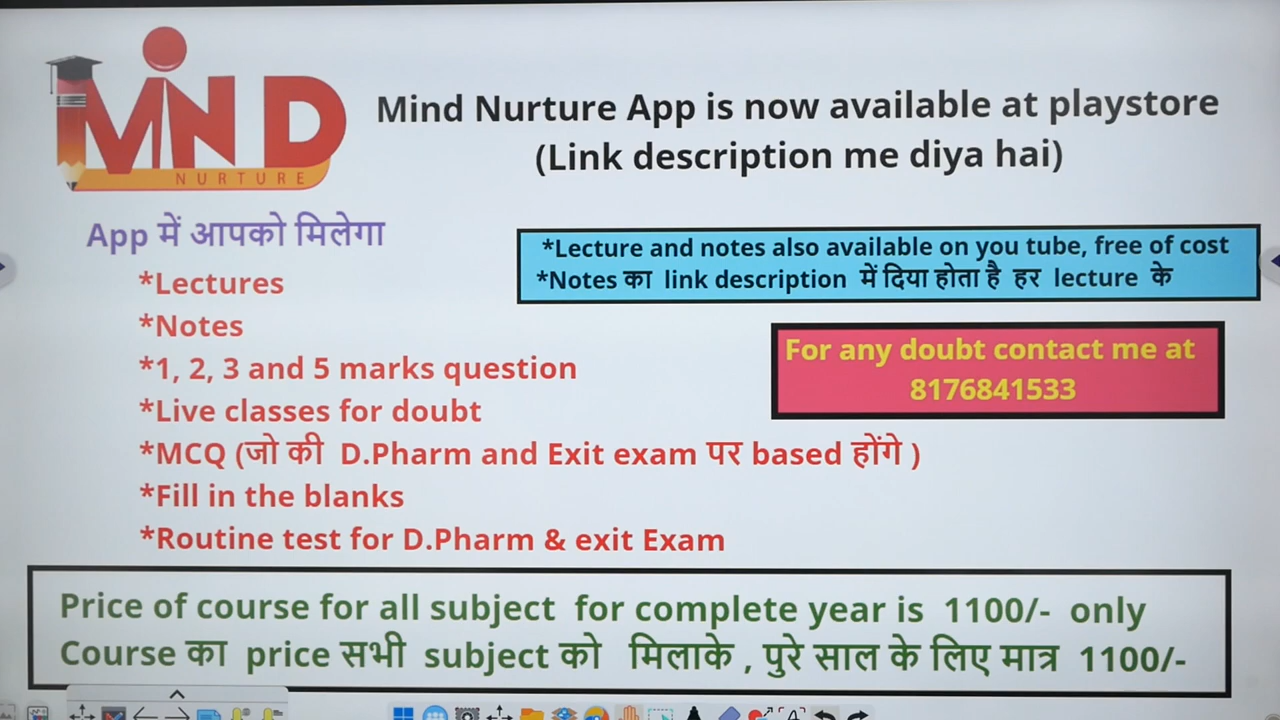 MIND
NURTURE
Mind Nurture App is now available at playstore
(Link description me diya hai)
App में आपको मिलेगा
*Lectures
*Notes
*1, 2, 3 and 5 marks question
*Live classes for doubt
*MCQ (जो की D.Pharm and Exit exam पर based होंगे )
*Fill in the blanks
*Routine test for D.Pharm & exit Exam
*Lecture and notes also available on you tube, free of cost
*Notes का link description में दिया होता है हर lecture के
For any doubt contact me at
8176841533
Price of course for all subject for complete year is 1100/- only
Course का price सभी subject को मिलाके , पुरे साल के लिए मात्र 1100/-